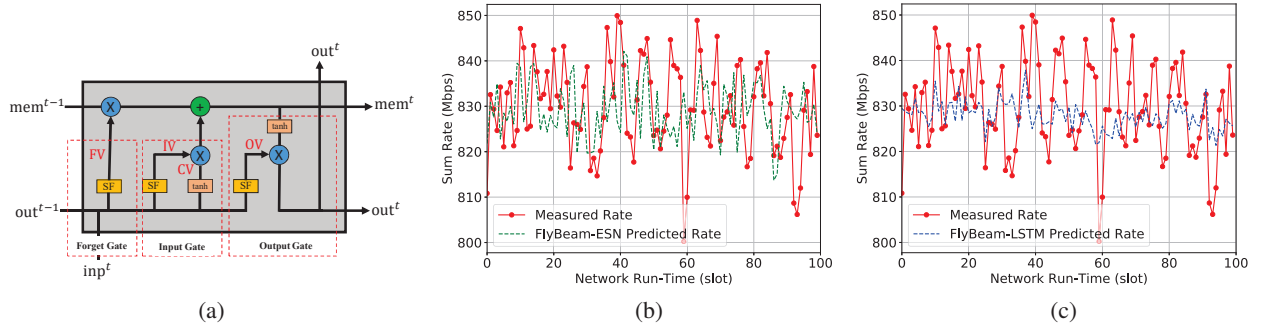 out^t
mem^{t-1}
mem^t
X
+
tanh
FV
IV
OV
X
X
CV
SF
SF
tanh
SF
out^{t-1}
out^t
Forget Gate
Input Gate
Output Gate
inp^t
(a)
850
840
830
820
810
800
Sum Rate (Mbps)
Measured Rate
FlyBeam-ESN Predicted Rate
0 20 40 60 80 100
Network Run-Time (slot)
(b)
850
840
830
820
810
800
Sum Rate (Mbps)
Measured Rate
FlyBeam-LSTM Predicted Rate
0 20 40 60 80 100
Network Run-Time (slot)
(c)